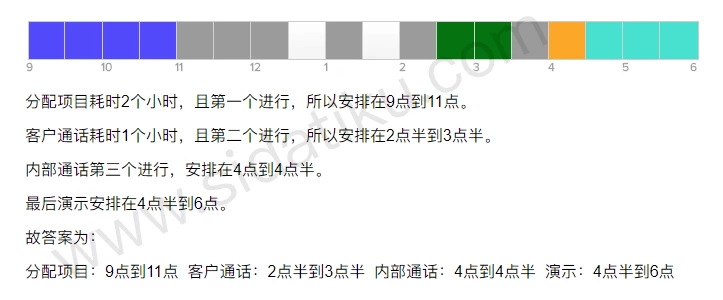 9 10 11 12 1 2 3 4 5 6
分配项目耗时2个小时，且第一个进行，所以安排在9点到11点。
客户通话耗时1个小时，且第二个进行，所以安排在2点半到3点半。
内部通话第三个进行，安排在4点到4点半。
最后演示安排在4点半到6点。
故答案为：
分配项目：9点到11点 客户通话：2点半到3点半 内部通话：4点到4点半 演示：4点半到6点
www.sidatiku.com